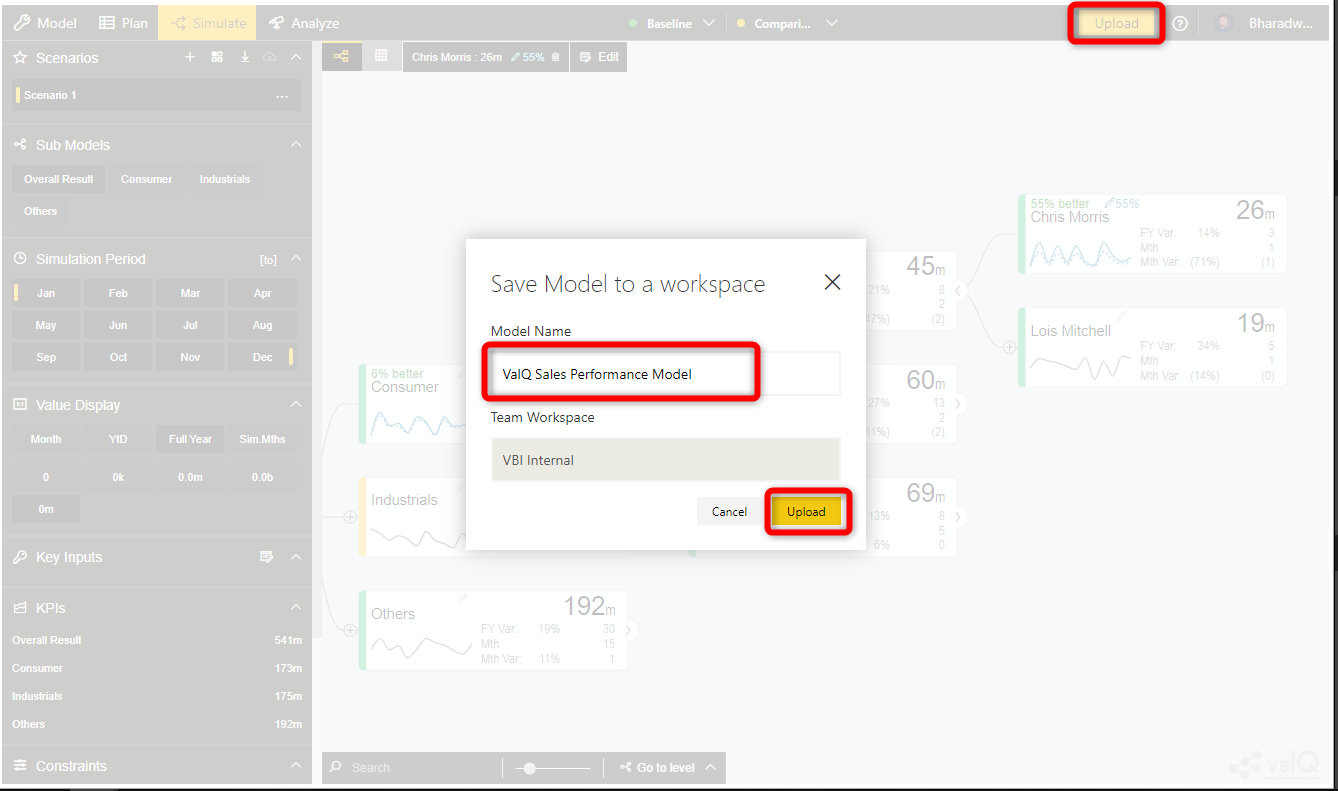 Model Plan Simulate Analyze Baseline Compari... Upload ? Bharadw...
Scenarios
Chris Morris : 26m 55% Edit
Scenario 1 ...
Sub Models
Overall Result Consumer Industrials
Others
Simulation Period [to]
Jan Feb Mar Apr
May Jun Jul Aug
Sep Oct Nov Dec
Value Display
Month YtD Full Year Sim.Mths
0 0k 0.0m 0.0b
0m
Key Inputs
KPIs
Overall Result 541m
Consumer 173m
Industrials 175m
Others 192m
Constraints
Save Model to a workspace
Model Name
ValQ Sales Performance Model
Team Workspace
VBI Internal
Cancel Upload
6% better
Consumer
Industrials
Others 192m
FY Var: 19% 30
Mth 15
Mth Var: 11% 1
45m
21% 8
2
47%) (2)
60m
27% 13
2
41%) (2)
69m
13% 8
5
6% 0
55% better 55%
Chris Morris 26m
FY Var: 14% 3
Mth 1
Mth Var: (71%) (1)
Lois Mitchell 19m
FY Var: 34% 5
Mth 1
Mth Var: (14%) (0)
Search Go to level
valQ